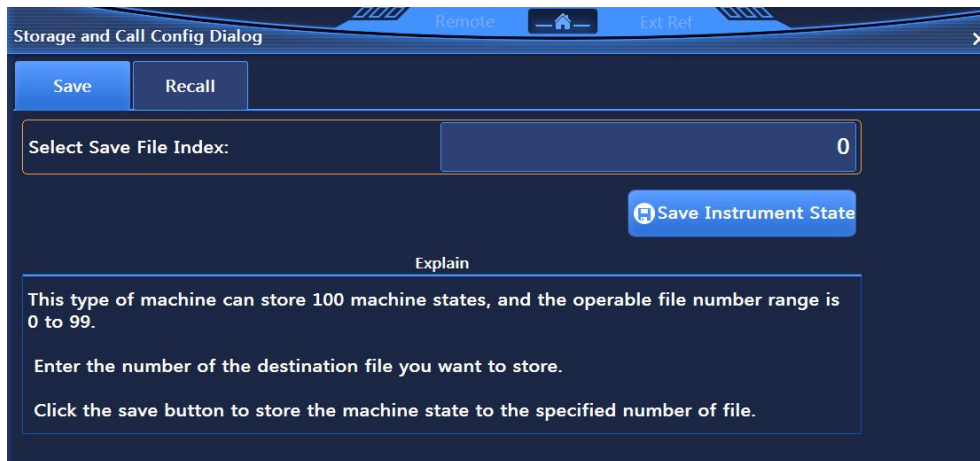 Remote Ext Ref
Storage and Call Config Dialog
Save Recall
Select Save File Index: 0
Save Instrument State
Explain
This type of machine can store 100 machine states, and the operable file number range is
0 to 99.
Enter the number of the destination file you want to store.
Click the save button to store the machine state to the specified number of file.